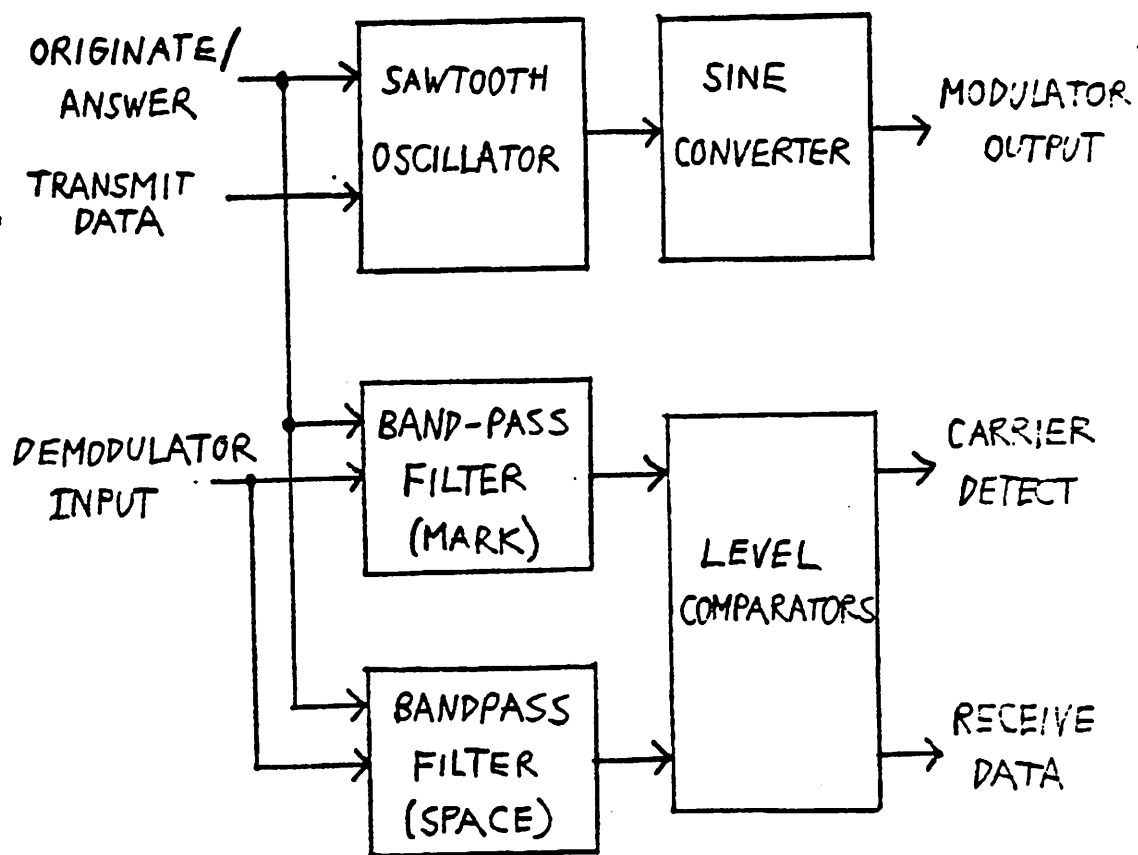 ORIGINATE/
ANSWER
TRANSMIT
DATA
SAWTOOTH
OSCILLATOR
SINE
CONVERTER
MODULATOR
OUTPUT
DEMODULATOR
INPUT
BAND-PASS
FILTER
(MARK)
BANDPASS
FILTER
(SPACE)
LEVEL
COMPARATORS
CARRIER
DETECT
RECEIVE
DATA